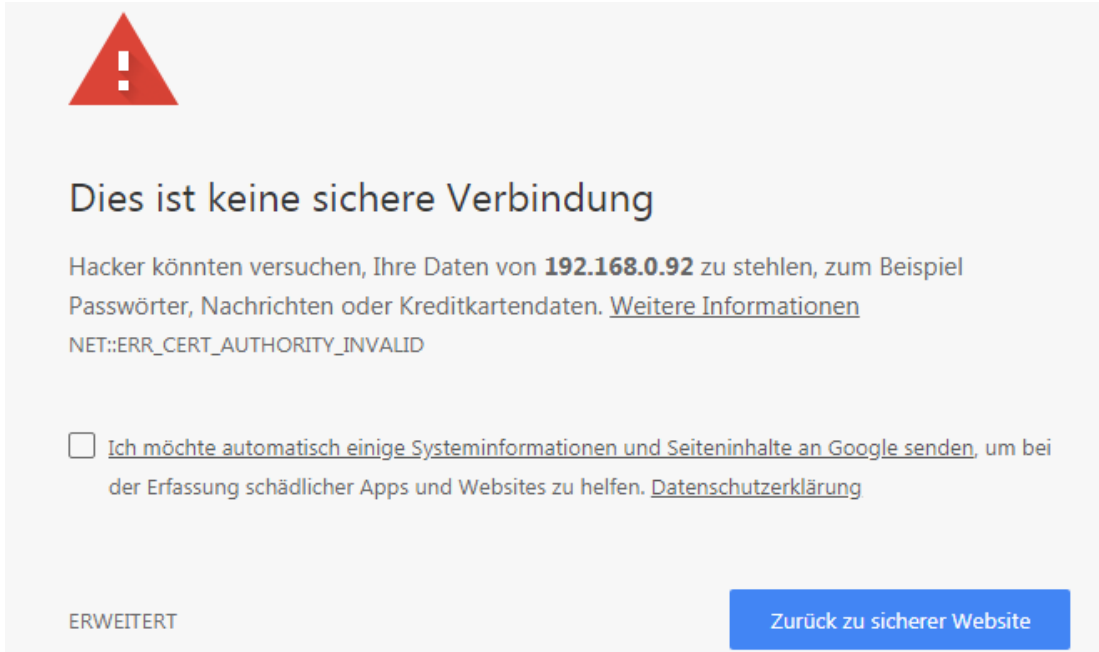 Dies ist keine sichere Verbindung
Hacker könnten versuchen, Ihre Daten von 192.168.0.92 zu stehlen, zum Beispiel
Passwörter, Nachrichten oder Kreditkartendaten. Weitere Informationen
NET::ERR_CERT_AUTHORITY_INVALID
Ich möchte automatisch einige Systeminformationen und Seiteninhalte an Google senden, um bei
der Erfassung schädlicher Apps und Websites zu helfen. Datenschutzerklärung
ERWEITERT
Zurück zu sicherer Website